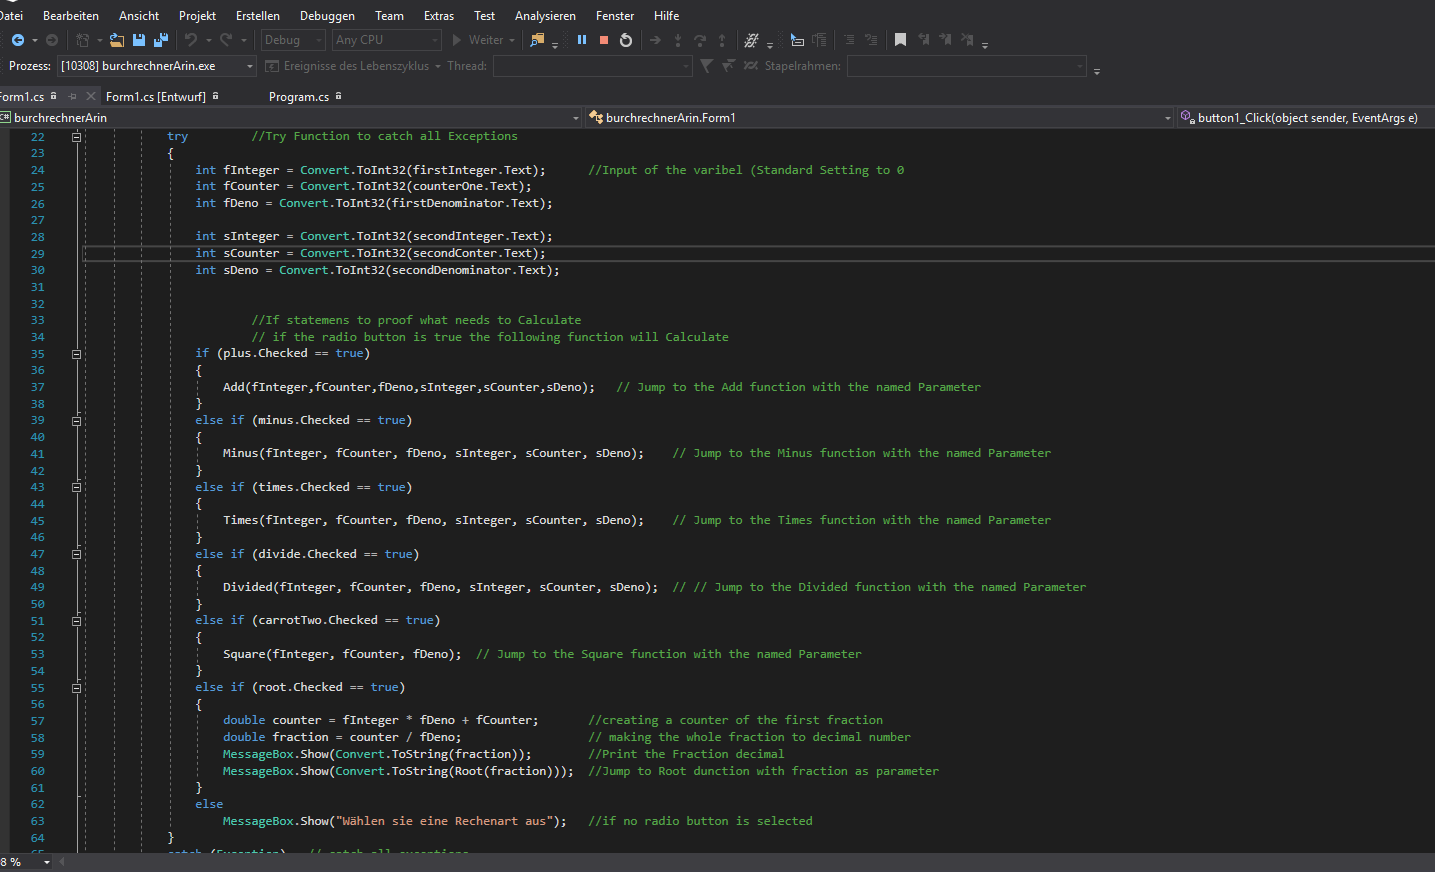 Datei Bearbeiten Ansicht Projekt Erstellen Debuggen Team Extras Test Analysieren Fenster Hilfe
Debug Any CPU Weiter
Prozess: [10308] burchrechnerArin.exe Ereignisse des Lebenszyklus Thread: Stapelrahmen:
Form1.cs Form1.cs [Entwurf] Program.cs
C# burchrechnerArin burchrechnerArin.Form1 button1_Click(object sender, EventArgs e)
22 try //Try Function to catch all Exceptions
23 {
24 int fInteger = Convert.ToInt32(firstInteger.Text); //Input of the varibel (Standard Setting to 0
25 int fCounter = Convert.ToInt32(counterOne.Text);
26 int fDeno = Convert.ToInt32(firstDenominator.Text);
27
28 int sInteger = Convert.ToInt32(secondInteger.Text);
29 int sCounter = Convert.ToInt32(secondConter.Text);
30 int sDeno = Convert.ToInt32(secondDenominator.Text);
31
32
33 //If statemens to proof what needs to Calculate
34 // if the radio button is true the following function will Calculate
35 if (plus.Checked == true)
36 {
37 Add(fInteger,fCounter,fDeno,sInteger,sCounter,sDeno); // Jump to the Add function with the named Parameter
38 }
39 else if (minus.Checked == true)
40 {
41 Minus(fInteger, fCounter, fDeno, sInteger, sCounter, sDeno); // Jump to the Minus function with the named Parameter
42 }
43 else if (times.Checked == true)
44 {
45 Times(fInteger, fCounter, fDeno, sInteger, sCounter, sDeno); // Jump to the Times function with the named Parameter
46 }
47 else if (divide.Checked == true)
48 {
49 Divided(fInteger, fCounter, fDeno, sInteger, sCounter, sDeno); // // Jump to the Divided function with the named Parameter
50 }
51 else if (carrotTwo.Checked == true)
52 {
53 Square(fInteger, fCounter, fDeno); // Jump to the Square function with the named Parameter
54 }
55 else if (root.Checked == true)
56 {
57 double counter = fInteger * fDeno + fCounter; //creating a counter of the first fraction
58 double fraction = counter / fDeno; // making the whole fraction to decimal number
59 MessageBox.Show(Convert.ToString(fraction)); //Print the Fraction decimal
60 MessageBox.Show(Convert.ToString(Root(fraction))); //Jump to Root dunction with fraction as parameter
61 }
62 else
63 MessageBox.Show("Wählen sie eine Rechenart aus"); //if no radio button is selected
64 }
65 catch (Exception) // catch all exceptions
8 %